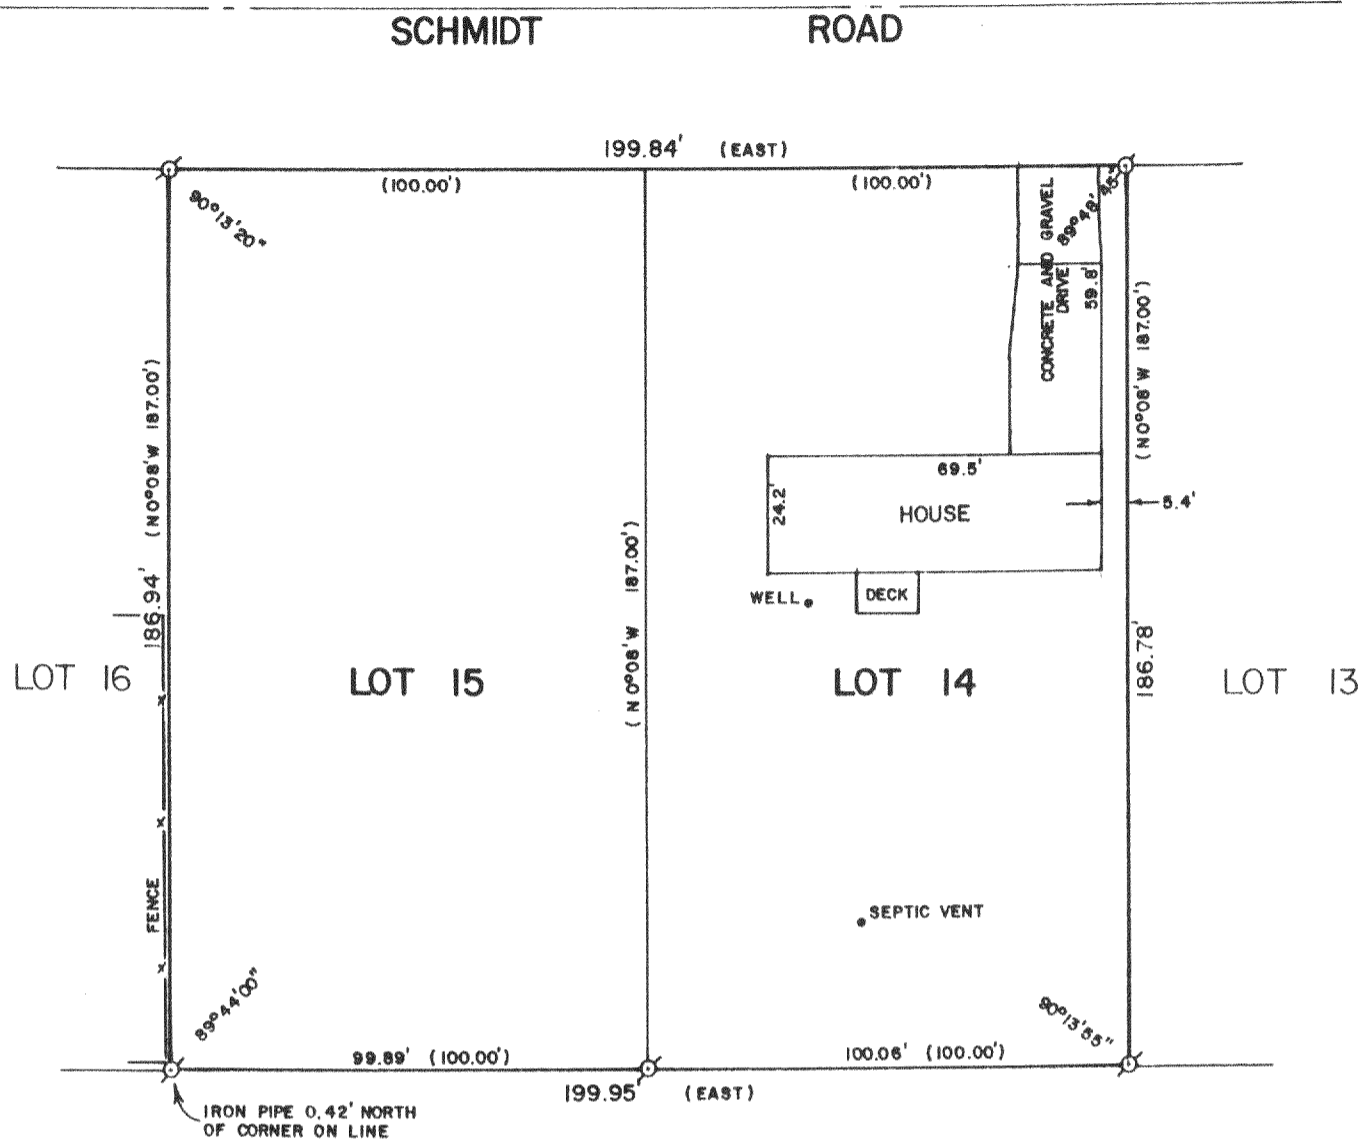 SCHMIDT ROAD
199.84' (EAST)
(100.00') (100.00')
90°13'20"
89°48'45"
CONCRETE AND GRAVEL
DRIVE
59.8'
(N0°08'W 187.00')
(N0°08'W 187.00')
69.5'
24.2'
HOUSE
5.4'
(N0°08'W 187.00')
WELL
DECK
186.94'
186.78'
LOT 16
LOT 15
LOT 14
LOT 13
FENCE
SEPTIC VENT
89°44'00"
90°13'55"
99.89' (100.00')
100.06' (100.00')
199.95' (EAST)
IRON PIPE 0.42' NORTH
OF CORNER ON LINE